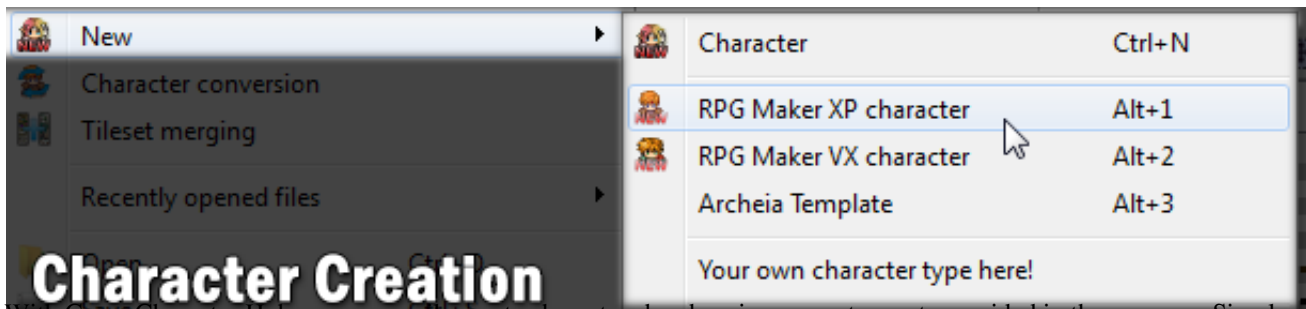 New
Character Ctrl+N
Character conversion
RPG Maker XP character Alt+1
Tileset merging
RPG Maker VX character Alt+2
Recently opened files
Archeia Template Alt+3
Open
Character Creation
Your own character type here!